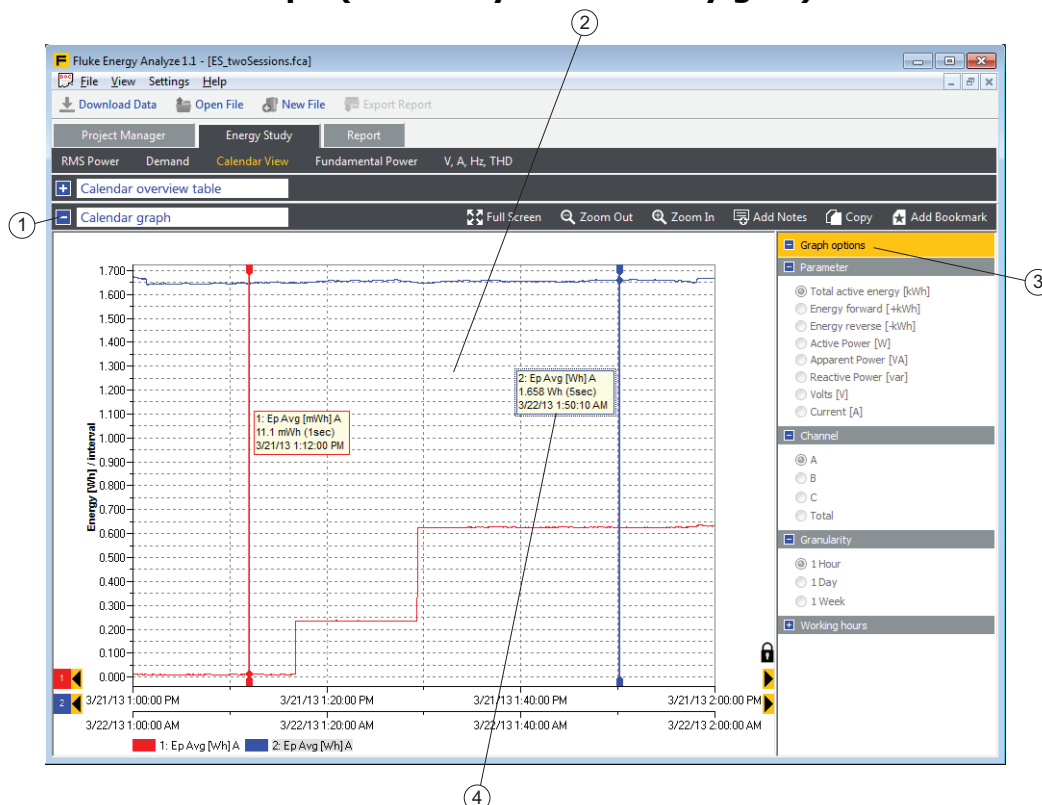 2
Fluke Energy Analyze 1.1 - [ES_twoSessions.fca]
File View Settings Help
Download Data Open File New File Export Report
Project Manager Energy Study Report
RMS Power Demand Calendar View Fundamental Power V, A, Hz, THD
Calendar overview table
1
Calendar graph Full Screen Zoom Out Zoom In Add Notes Copy Add Bookmark
Graph options
Parameter
3
Total active energy [kWh]
Energy forward [+kWh]
Energy reverse [-kWh]
Active Power [W]
Apparent Power [VA]
Reactive Power [var]
Volts [V]
Current [A]
Channel
A
B
C
Total
Granularity
1 Hour
1 Day
1 Week
Working hours
Energy [Wh] / interval
1.700
1.600
1.500
1.400
1.300
1.200
1.100
1.000
0.900
0.800
0.700
0.600
0.500
0.400
0.300
0.200
0.100
0.000
2: Ep Avg [Wh] A
1.658 Wh (5sec)
3/22/13 1:50:10 AM
1: Ep Avg [mWh] A
11.1 mWh (1sec)
3/21/13 1:12:00 PM
1
2
3/21/13 1:00:00 PM 3/21/13 1:20:00 PM 3/21/13 1:40:00 PM 3/21/13 2:00:00 PM
3/22/13 1:00:00 AM 3/22/13 1:20:00 AM 3/22/13 1:40:00 AM 3/22/13 2:00:00 AM
1: Ep Avg [Wh] A 2: Ep Avg [Wh] A
4